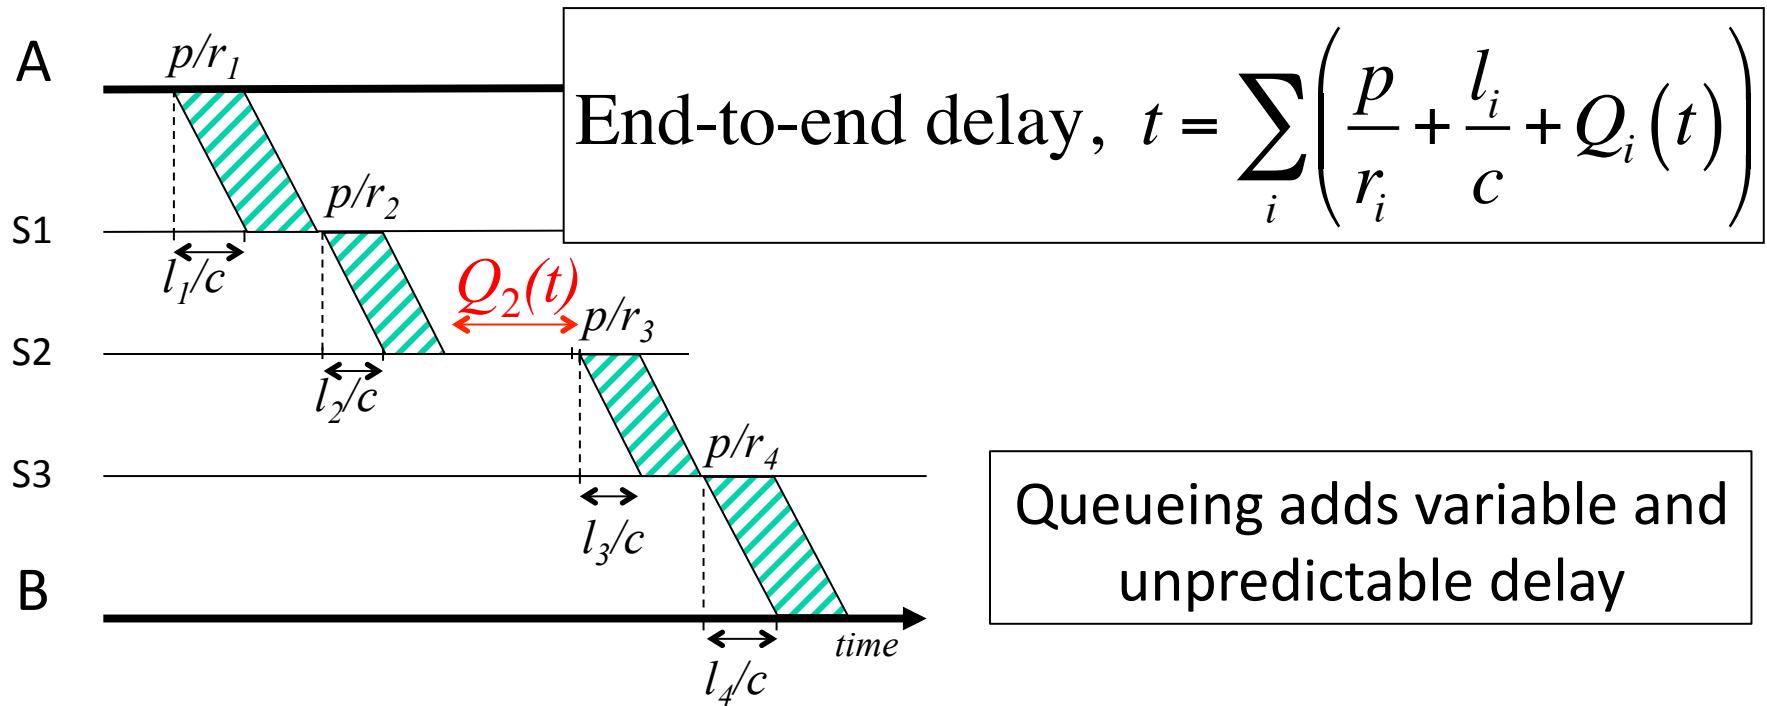 A
p/r₁
End-to-end delay, t = ∑ᵢ ( p/rᵢ + lᵢ/c + Qᵢ(t) )
p/r₂
S1
l₁/c
Q₂(t)
p/r₃
S2
l₂/c
p/r₄
S3
l₃/c
Queueing adds variable and
unpredictable delay
B
time
l₄/c